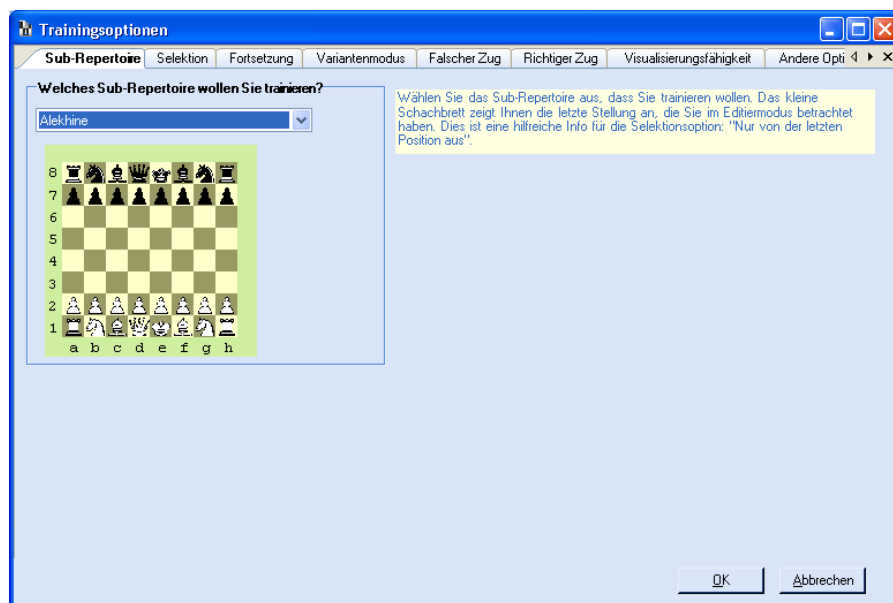 Trainingsoptionen
Sub-Repertoire Selektion Fortsetzung Variantenmodus Falscher Zug Richtiger Zug Visualisierungsfähigkeit Andere Opti
Welches Sub-Repertoire wollen Sie trainieren?
Alekhine
Wählen Sie das Sub-Repertoire aus, dass Sie trainieren wollen. Das kleine
Schachbrett zeigt Ihnen die letzte Stellung an, die Sie im Editiermodus betrachtet
haben. Dies ist eine hilfreiche Info für die Selektionsoption: "Nur von der letzten
Position aus".
8
7
6
5
4
3
2
1
a b c d e f g h
OK Abbrechen